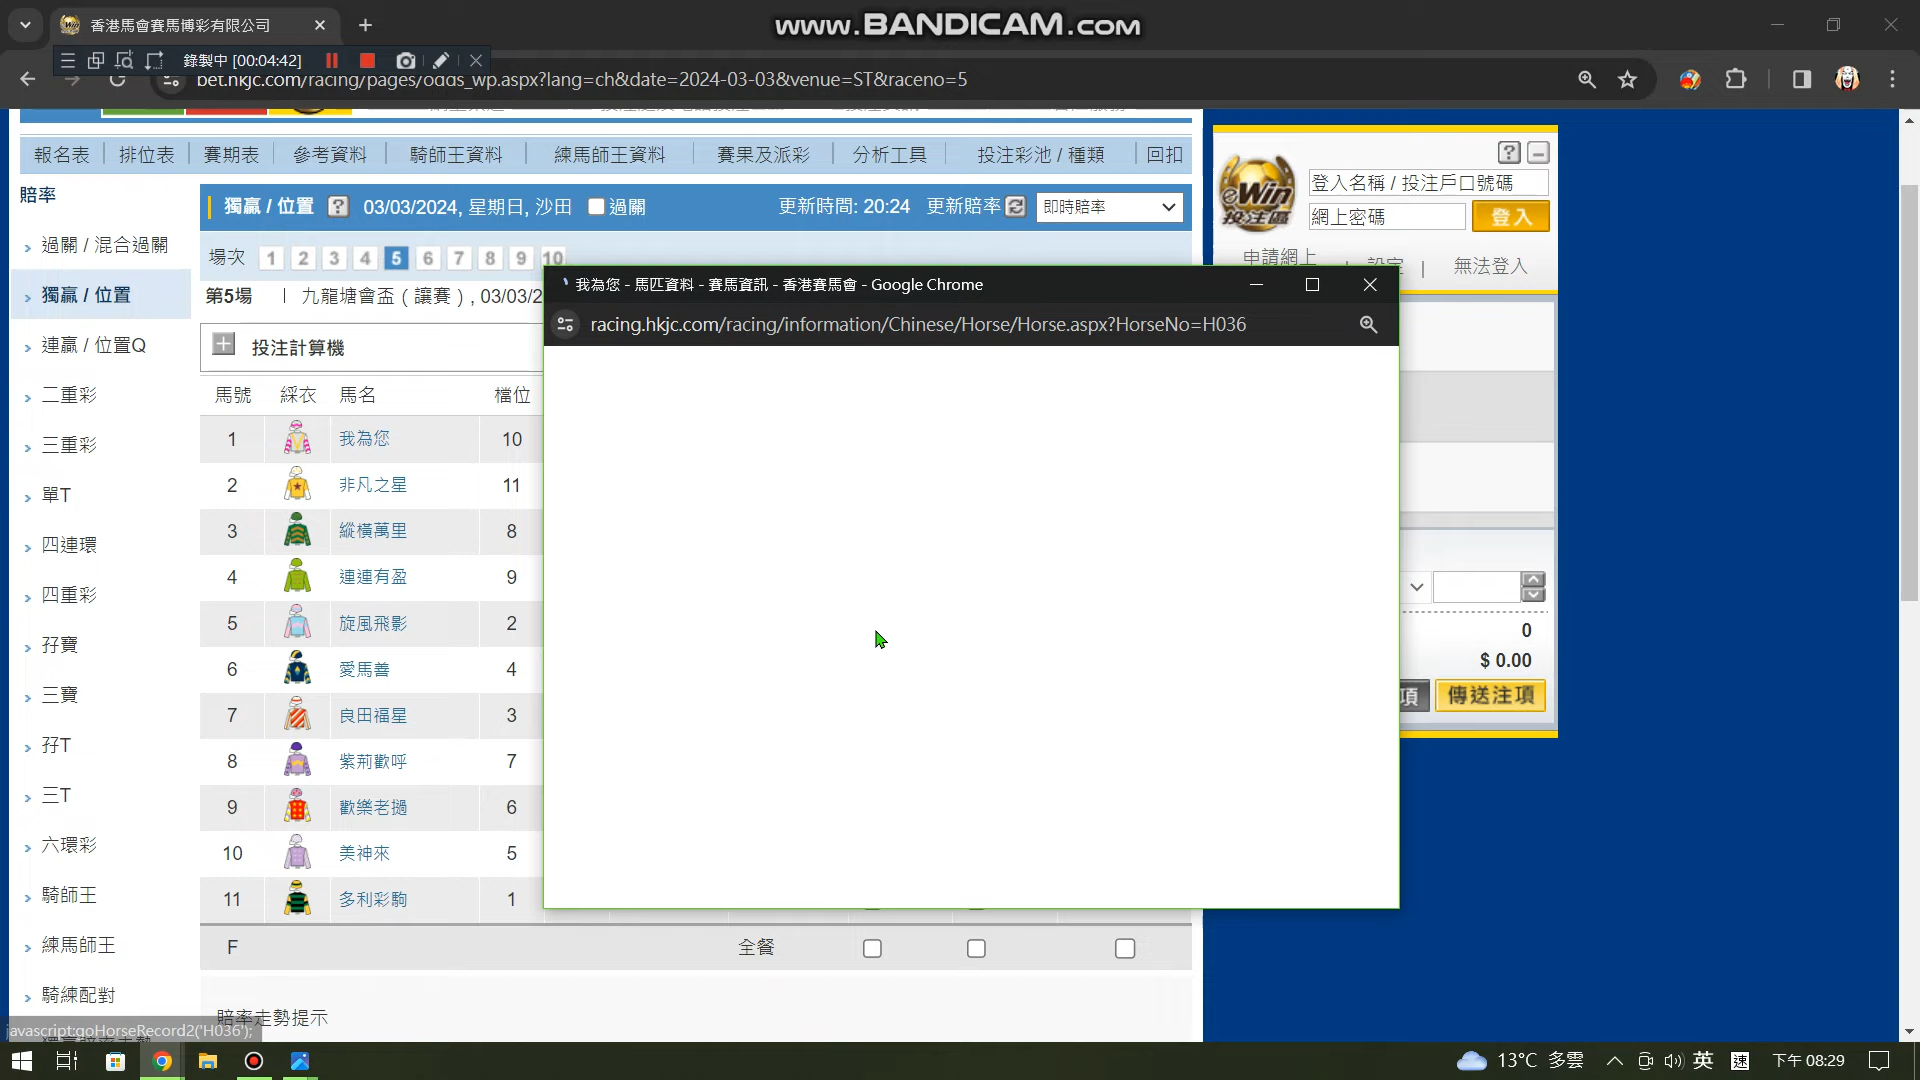 香港馬會賽馬博彩有限公司
www.BANDICAM.com
錄製中 [00:04:42]
bet.hkjc.com/racing/pages/odds_wp.aspx?lang=ch&date=2024-03-03&venue=ST&raceno=5
報名表 排位表 賽期表 參考資料 騎師王資料 練馬師王資料 賽果及派彩 分析工具 投注彩池 / 種類 回扣
賠率
獨贏 / 位置 ? 03/03/2024, 星期日, 沙田 過關 更新時間: 20:24 更新賠率 即時賠率
場次 1 2 3 4 5 6 7 8 9 10
第5場 | 九龍塘會盃 ( 讓賽 ) , 03/03/2
投注計算機
馬號 綵衣 馬名 檔位
1 我為您 10
2 非凡之星 11
3 縱橫萬里 8
4 連連有盈 9
5 旋風飛影 2
6 愛馬善 4
7 良田福星 3
8 紫荊歡呼 7
9 歡樂老撾 6
10 美神來 5
11 多利彩駒 1
F 全餐
賠率走勢提示
過關 / 混合過關
獨贏 / 位置
連贏 / 位置Q
二重彩
三重彩
單T
四連環
四重彩
孖寶
三寶
孖T
三T
六環彩
騎師王
練馬師王
騎練配對
javascript:goHorseRecord2('H036');
我為您 - 馬匹資料 - 賽馬資訊 - 香港賽馬會 - Google Chrome
racing.hkjc.com/racing/information/Chinese/Horse/Horse.aspx?HorseNo=H036
eWin
投注區
登入名稱 / 投注戶口號碼
網上密碼
登入
申請網上 | 設定 | 無法登入
0
$ 0.00
項
傳送注項
13°C 多雲
英
速
下午 08:29